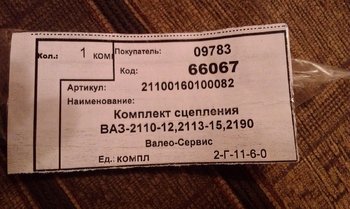 Кол.: 1 КОМ Покупатель: 09783
Код: 66067
Артикул: 21100160100082
Наименование:
Комплект сцепления
ВАЗ-2110-12,2113-15,2190
Валео-Сервис
Ед.: КОМПЛ 2-Г-11-6-0